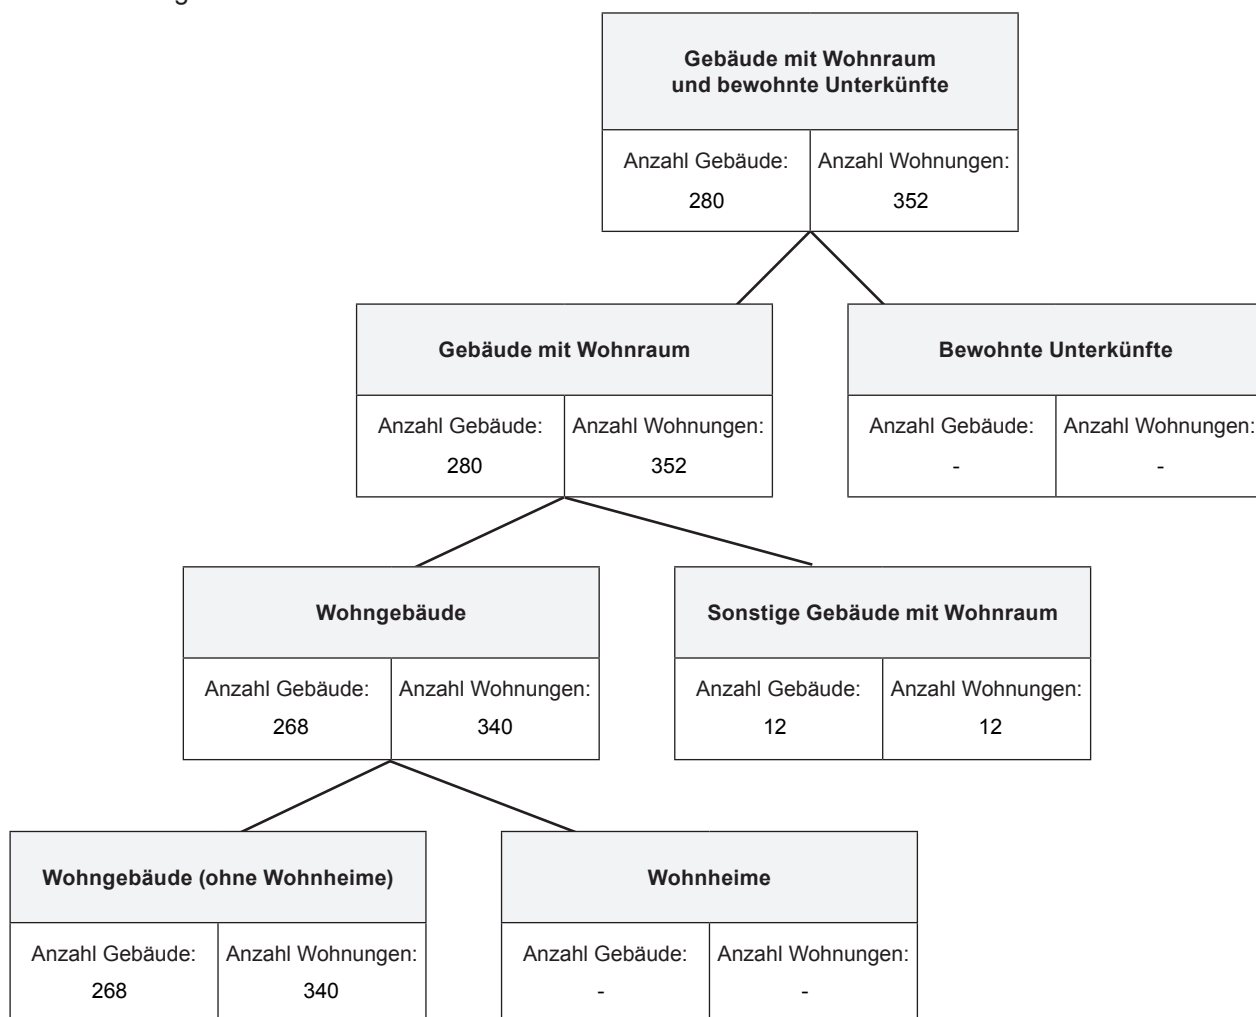 Gebäude mit Wohnraum
und bewohnte Unterkünfte
Anzahl Gebäude: Anzahl Wohnungen:
280 352
Gebäude mit Wohnraum
Anzahl Gebäude: Anzahl Wohnungen:
280 352
Bewohnte Unterkünfte
Anzahl Gebäude: Anzahl Wohnungen:
- -
Wohngebäude
Anzahl Gebäude: Anzahl Wohnungen:
268 340
Sonstige Gebäude mit Wohnraum
Anzahl Gebäude: Anzahl Wohnungen:
12 12
Wohngebäude (ohne Wohnheime)
Anzahl Gebäude: Anzahl Wohnungen:
268 340
Wohnheime
Anzahl Gebäude: Anzahl Wohnungen:
- -